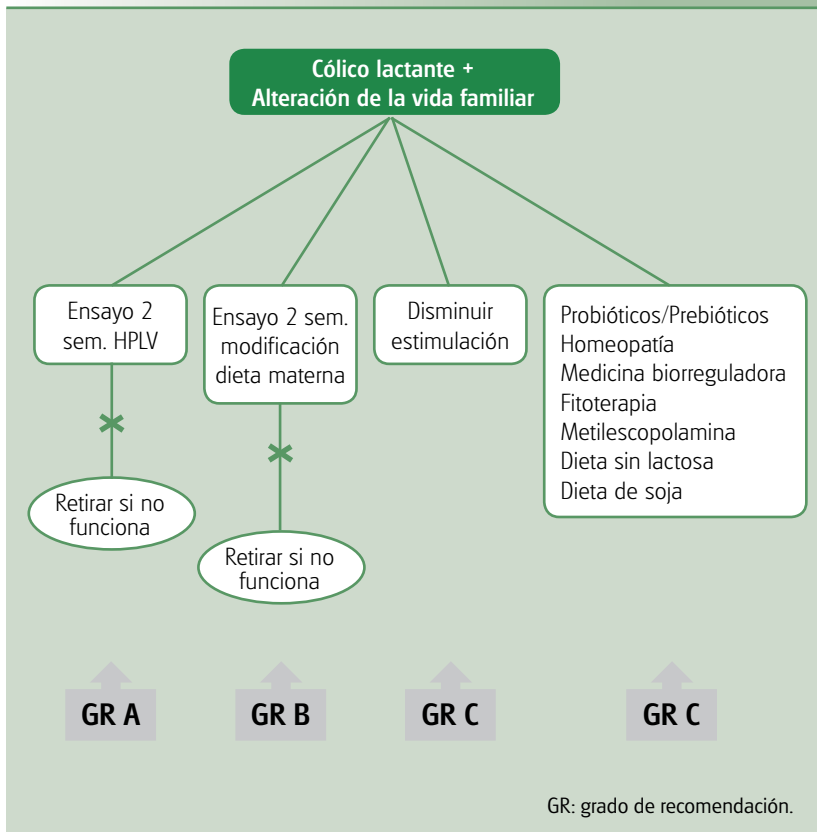 Cólico lactante +
Alteración de la vida familiar
Ensayo 2
sem. HPLV
Retirar si no
funciona
Ensayo 2 sem.
modificación
dieta materna
Retirar si no
funciona
Disminuir
estimulación
Probióticos/Prebióticos
Homeopatía
Medicina biorreguladora
Fitoterapia
Metilescopolamina
Dieta sin lactosa
Dieta de soja
GR A
GR B
GR C
GR C
GR: grado de recomendación.